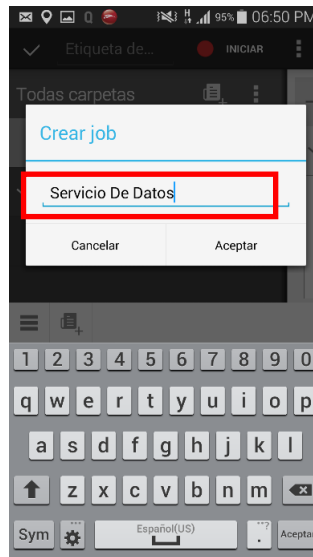 95% 06:50 PM
Etiqueta de... INICIAR
Todas carpetas
Crear job
Servicio De Datos
Cancelar Aceptar
1 2 3 4 5 6 7 8 9 0
q w e r t y u i o p
a s d f g h j k l
z x c v b n m
Sym Español(US) . Aceptar